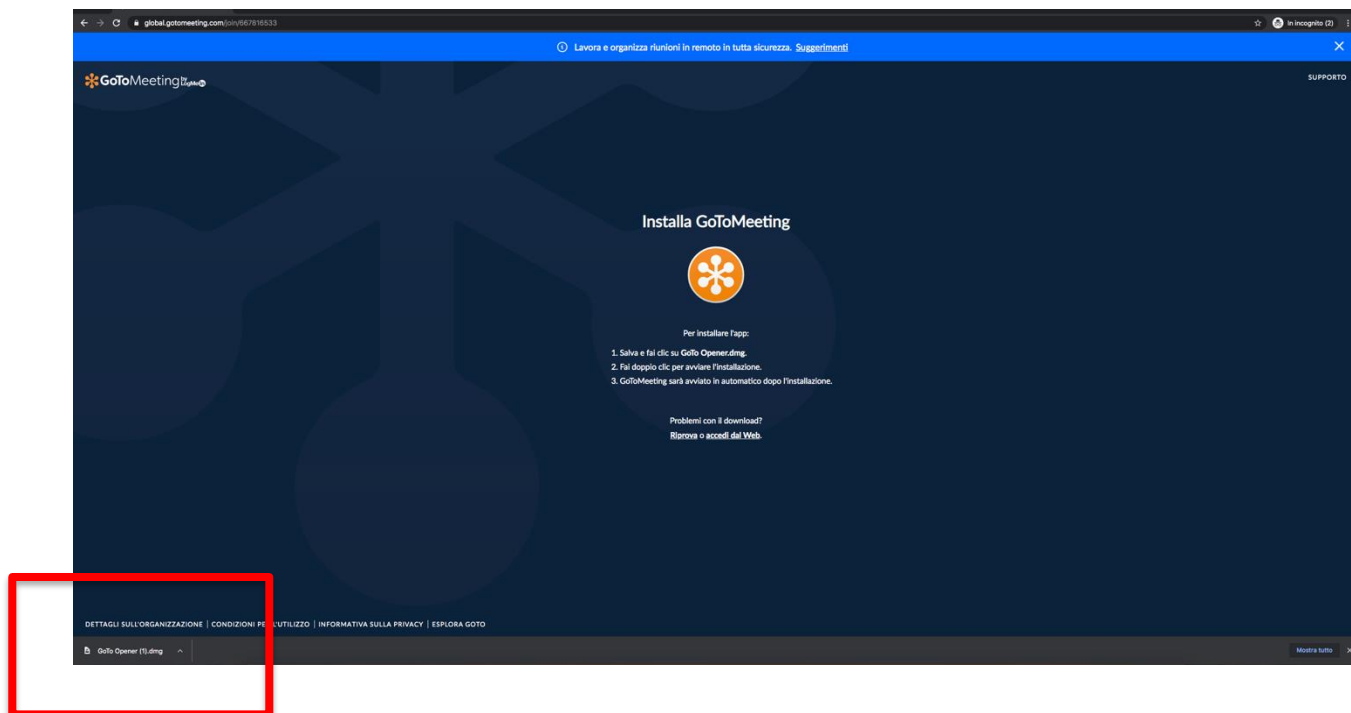 global.gotomeeting.com/join/667816533
In incognito (2)
Lavora e organizza riunioni in remoto in tutta sicurezza. Suggerimenti
GoToMeeting by LogMeIn
SUPPORTO
Installa GoToMeeting
Per installare l'app:
1. Salva e fai clic su GoTo Opener.dmg.
2. Fai doppio clic per avviare l'installazione.
3. GoToMeeting sarà avviato in automatico dopo l'installazione.
Problemi con il download?
Riprova o accedi dal Web.
DETTAGLI SULL'ORGANIZZAZIONE | CONDIZIONI PE L'UTILIZZO | INFORMATIVA SULLA PRIVACY | ESPLORA GOTO
GoTo Opener (1).dmg
Mostra tutto